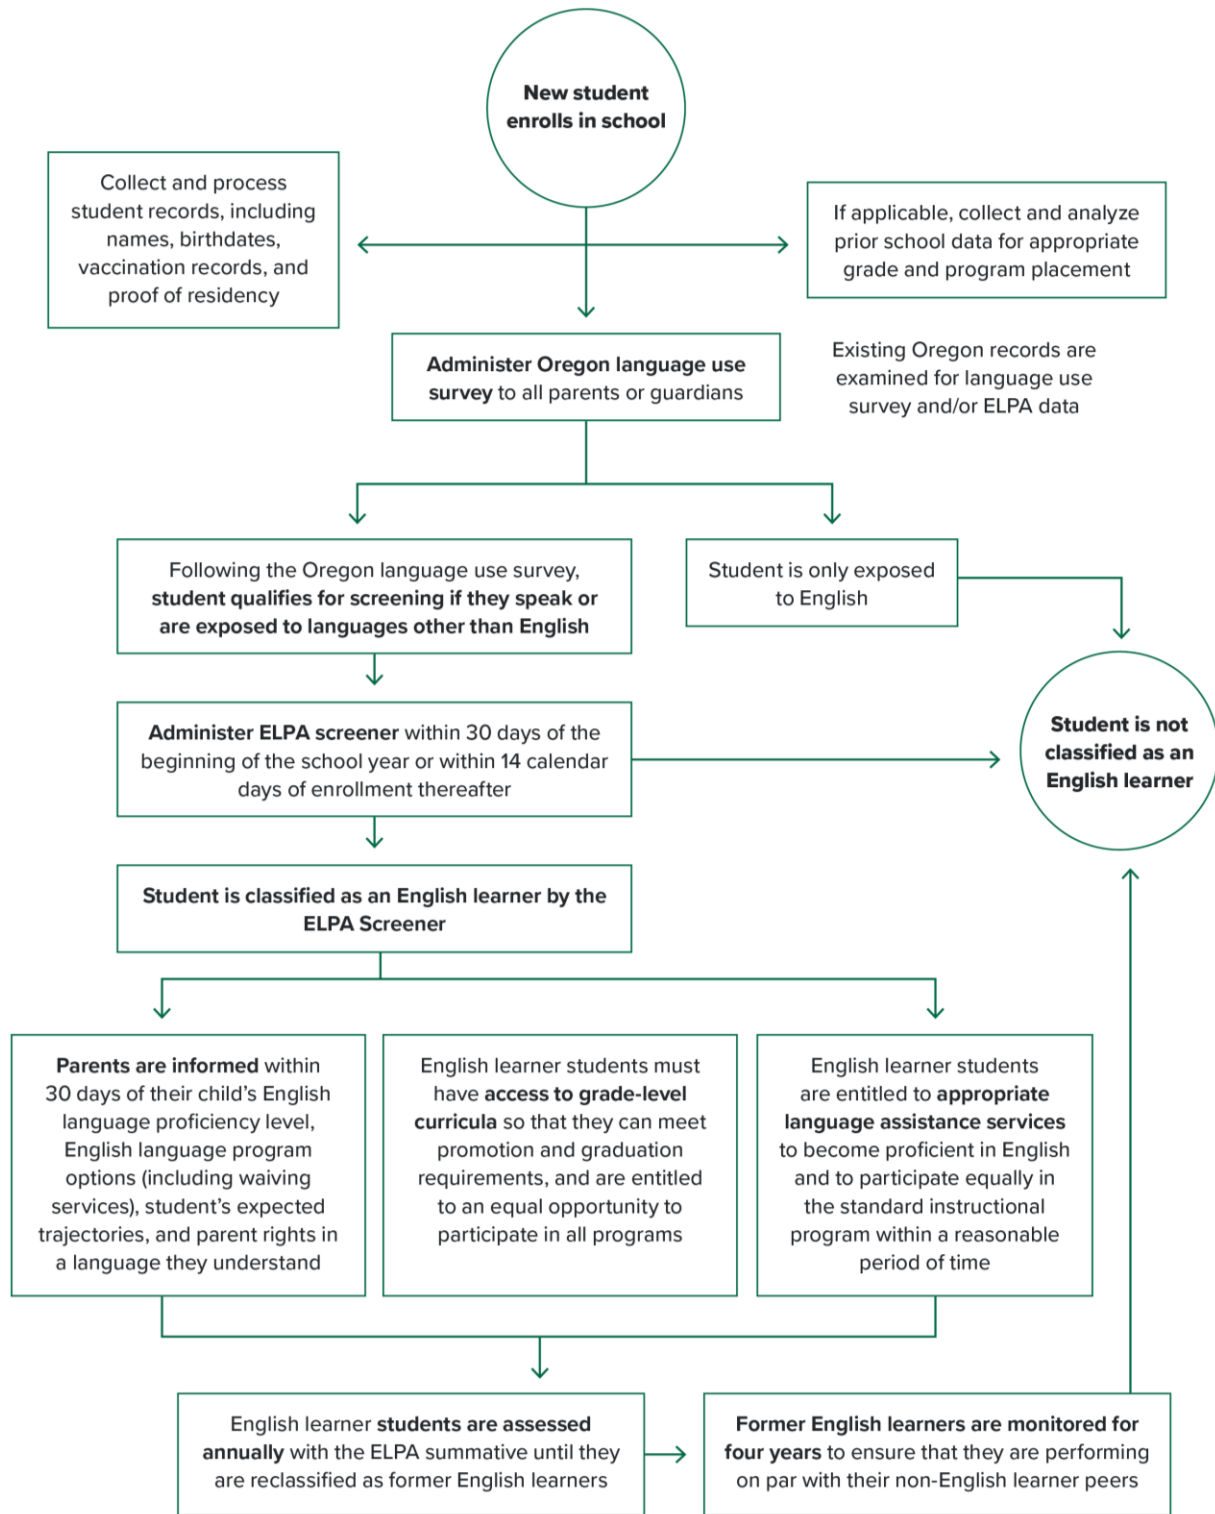 New student
enrolls in school
Collect and process
student records, including
names, birthdates,
vaccination records, and
proof of residency
If applicable, collect and analyze
prior school data for appropriate
grade and program placement
Administer Oregon language use
survey to all parents or guardians
Existing Oregon records are
examined for language use
survey and/or ELPA data
Following the Oregon language use survey,
student qualifies for screening if they speak or
are exposed to languages other than English
Student is only exposed
to English
Administer ELPA screener within 30 days of the
beginning of the school year or within 14 calendar
days of enrollment thereafter
Student is not
classified as an
English learner
Student is classified as an English learner by the
ELPA Screener
Parents are informed within
30 days of their child’s English
language proficiency level,
English language program
options (including waiving
services), student’s expected
trajectories, and parent rights in
a language they understand
English learner students must
have access to grade-level
curricula so that they can meet
promotion and graduation
requirements, and are entitled
to an equal opportunity to
participate in all programs
English learner students
are entitled to appropriate
language assistance services
to become proficient in English
and to participate equally in
the standard instructional
program within a reasonable
period of time
English learner students are assessed
annually with the ELPA summative until they
are reclassified as former English learners
Former English learners are monitored for
four years to ensure that they are performing
on par with their non-English learner peers